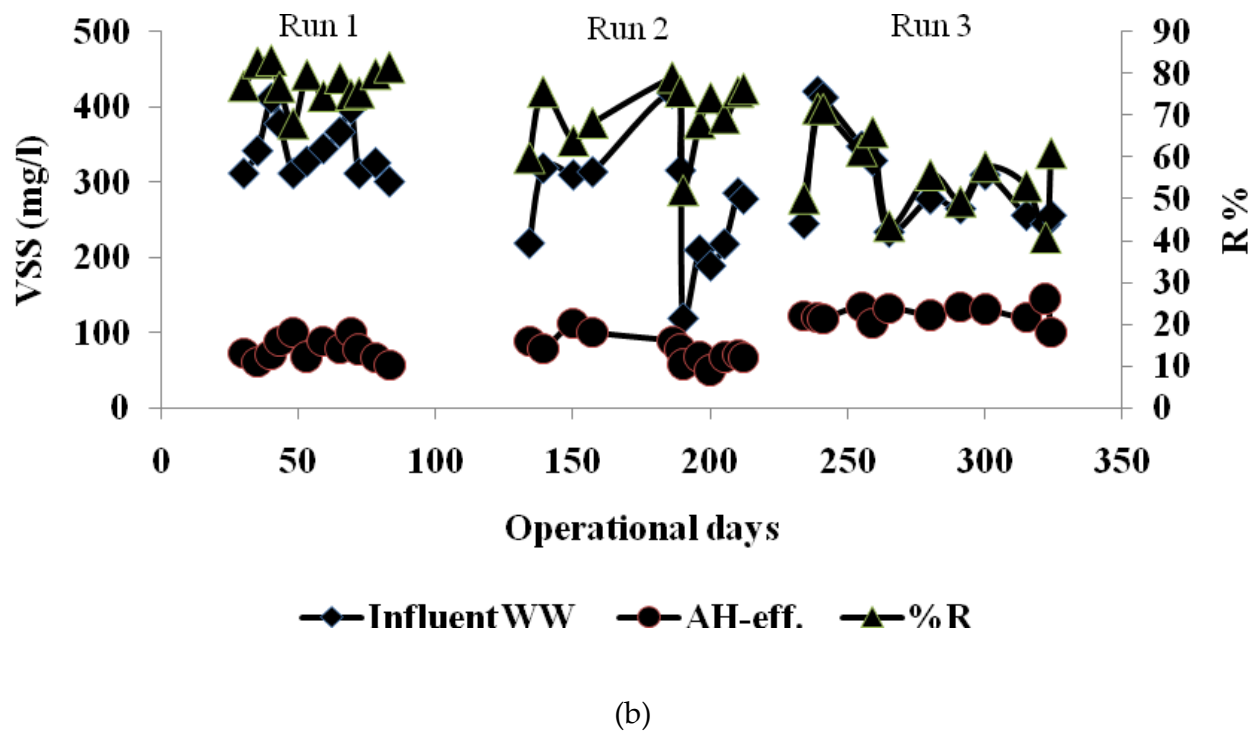 Run 1 Run 2 Run 3
500 90
80
400 70
60
300 50
200 40
30
100 20
10
0 0
VSS (mg/l)
R %
0 50 100 150 200 250 300 350
Operational days
Influent WW AH-eff. %R
(b)